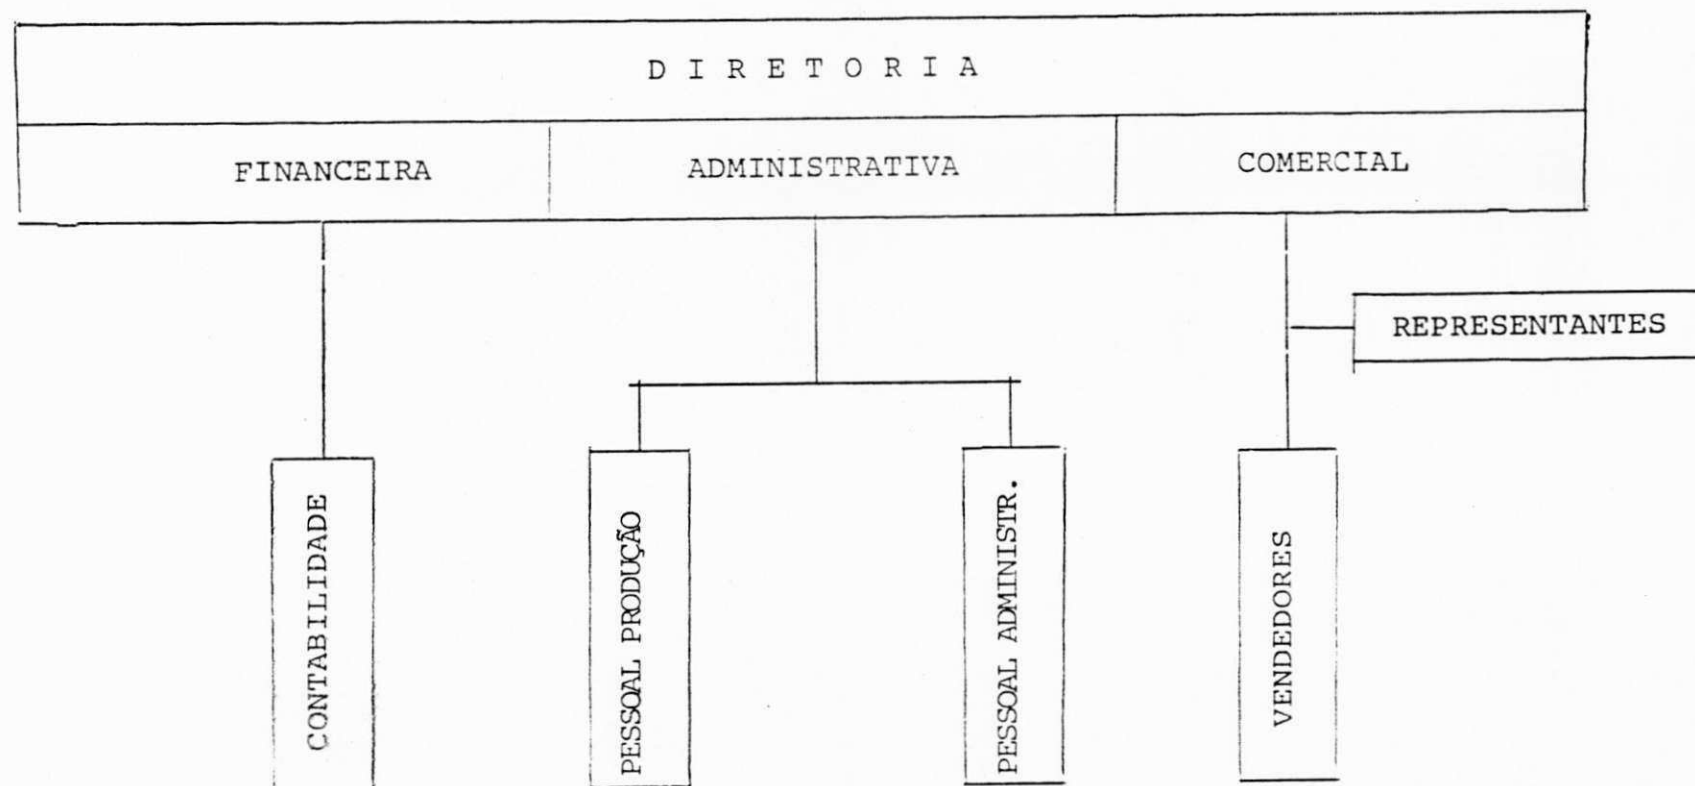 D I R E T O R I A
FINANCEIRA
ADMINISTRATIVA
COMERCIAL
REPRESENTANTES
CONTABILIDADE
PESSOAL PRODUÇÃO
PESSOAL ADMINISTR.
VENDEDORES